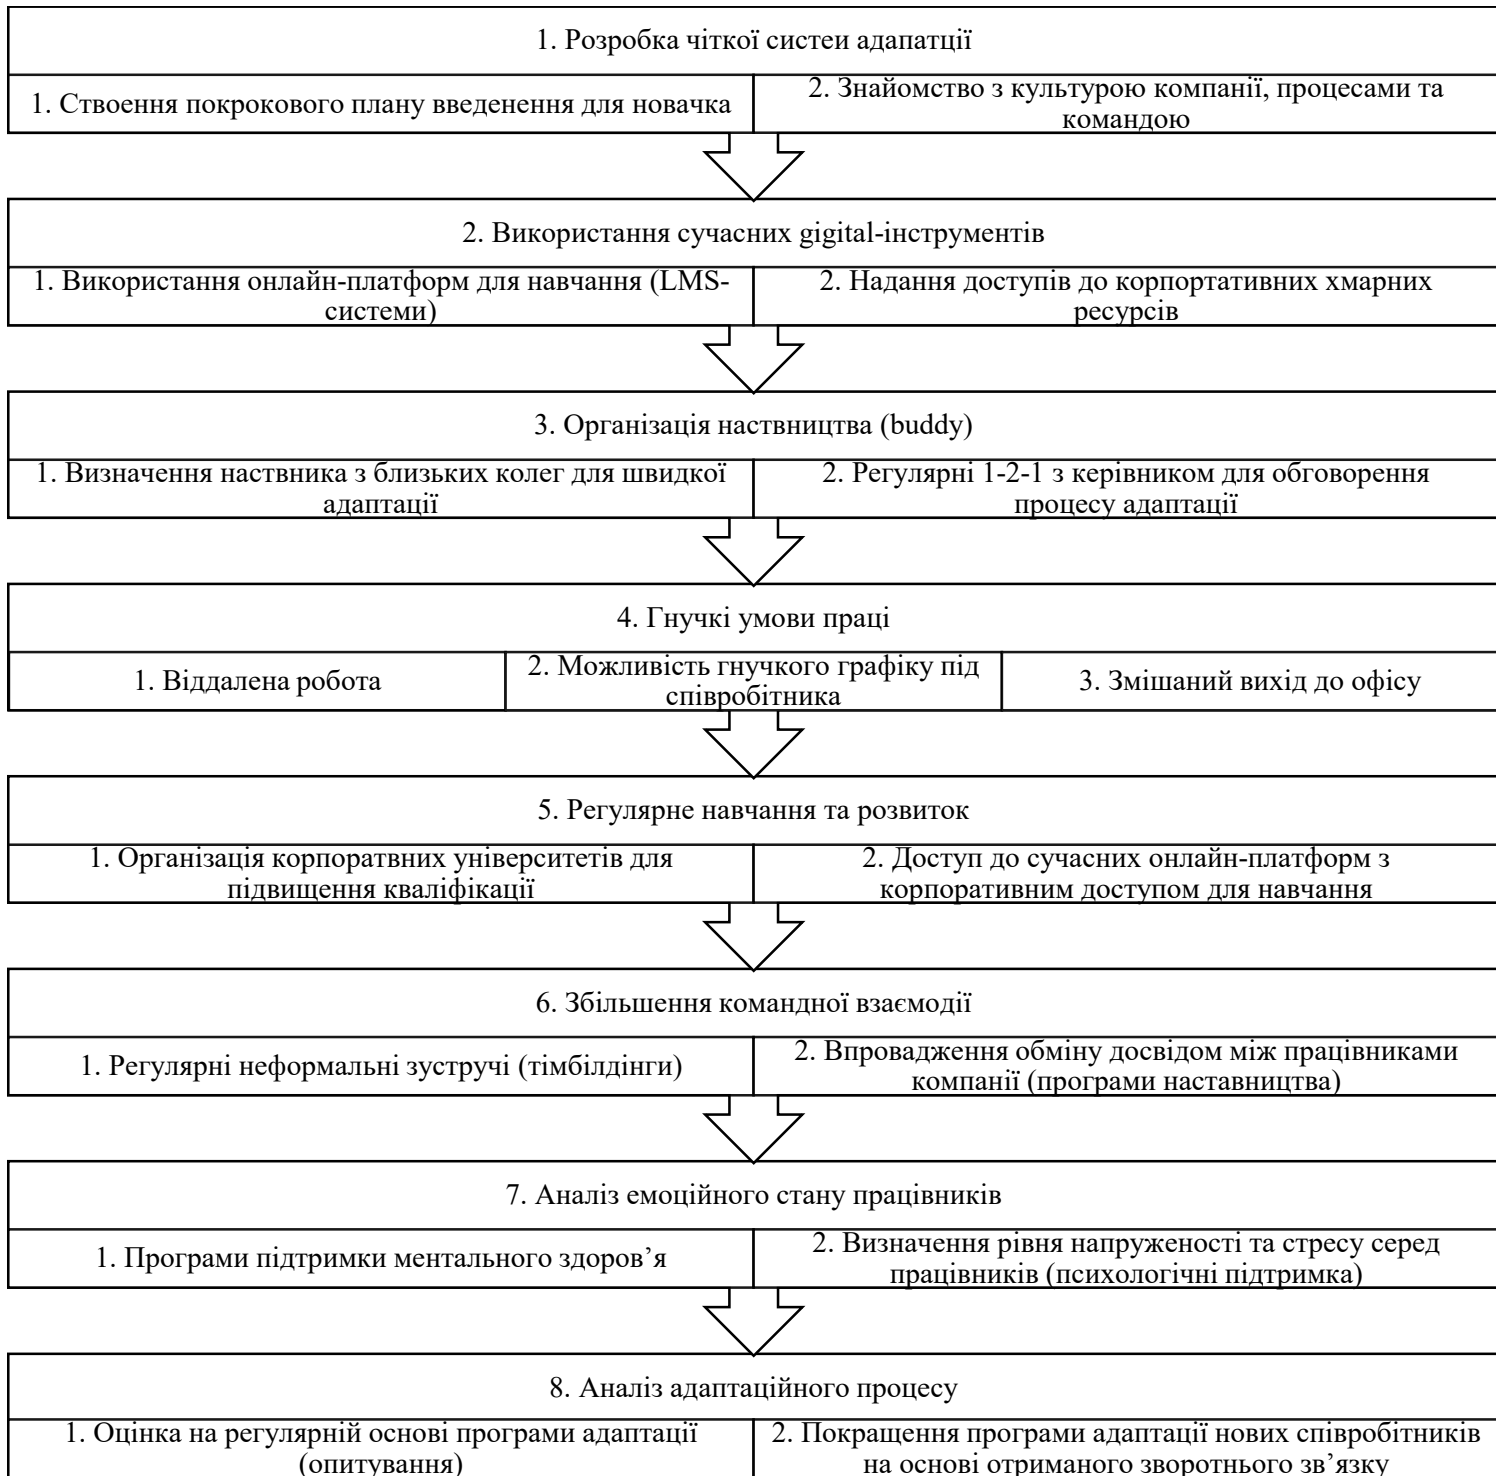 1. Розробка чіткої систеи адапатції
1. Ствоення покрокового плану введенення для новачка
2. Знайомство з культурою компанії, процесами та
командою
2. Використання сучасних gigital-інструментів
1. Використання онлайн-платформ для навчання (LMS-
системи)
2. Надання доступів до корпортативних хмарних
ресурсів
3. Організація наствництва (buddy)
1. Визначення наствника з близьких колег для швидкої
адаптації
2. Регулярні 1-2-1 з керівником для обговорення
процесу адаптації
4. Гнучкі умови праці
1. Віддалена робота
2. Можливість гнучкого графіку під
співробітника
3. Змішаний вихід до офісу
5. Регулярне навчання та розвиток
1. Організація корпоратвних університетів для
підвищення кваліфікації
2. Доступ до сучасних онлайн-платформ з
корпоративним доступом для навчання
6. Збільшення командної взаємодії
1. Регулярні неформальні зустручі (тімбілдінги)
2. Впровадження обміну досвідом між працівниками
компанії (програми наставництва)
7. Аналіз емоційного стану працівників
1. Програми підтримки ментального здоров’я
2. Визначення рівня напруженості та стресу серед
працівників (психологічні підтримка)
8. Аналіз адаптаційного процесу
1. Оцінка на регулярній основі програми адаптації
(опитування)
2. Покращення програми адаптації нових співробітників
на основі отриманого зворотнього зв’язку